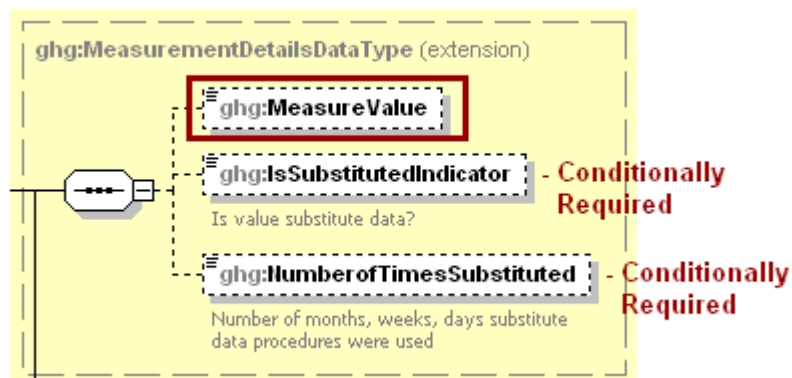 ghg:MeasurementDetailsDataType (extension)
ghg:MeasureValue
ghg:IsSubstitutedIndicator
- Conditionally
Required
Is value substitute data?
ghg:NumberofTimesSubstituted
- Conditionally
Required
Number of months, weeks, days substitute
data procedures were used